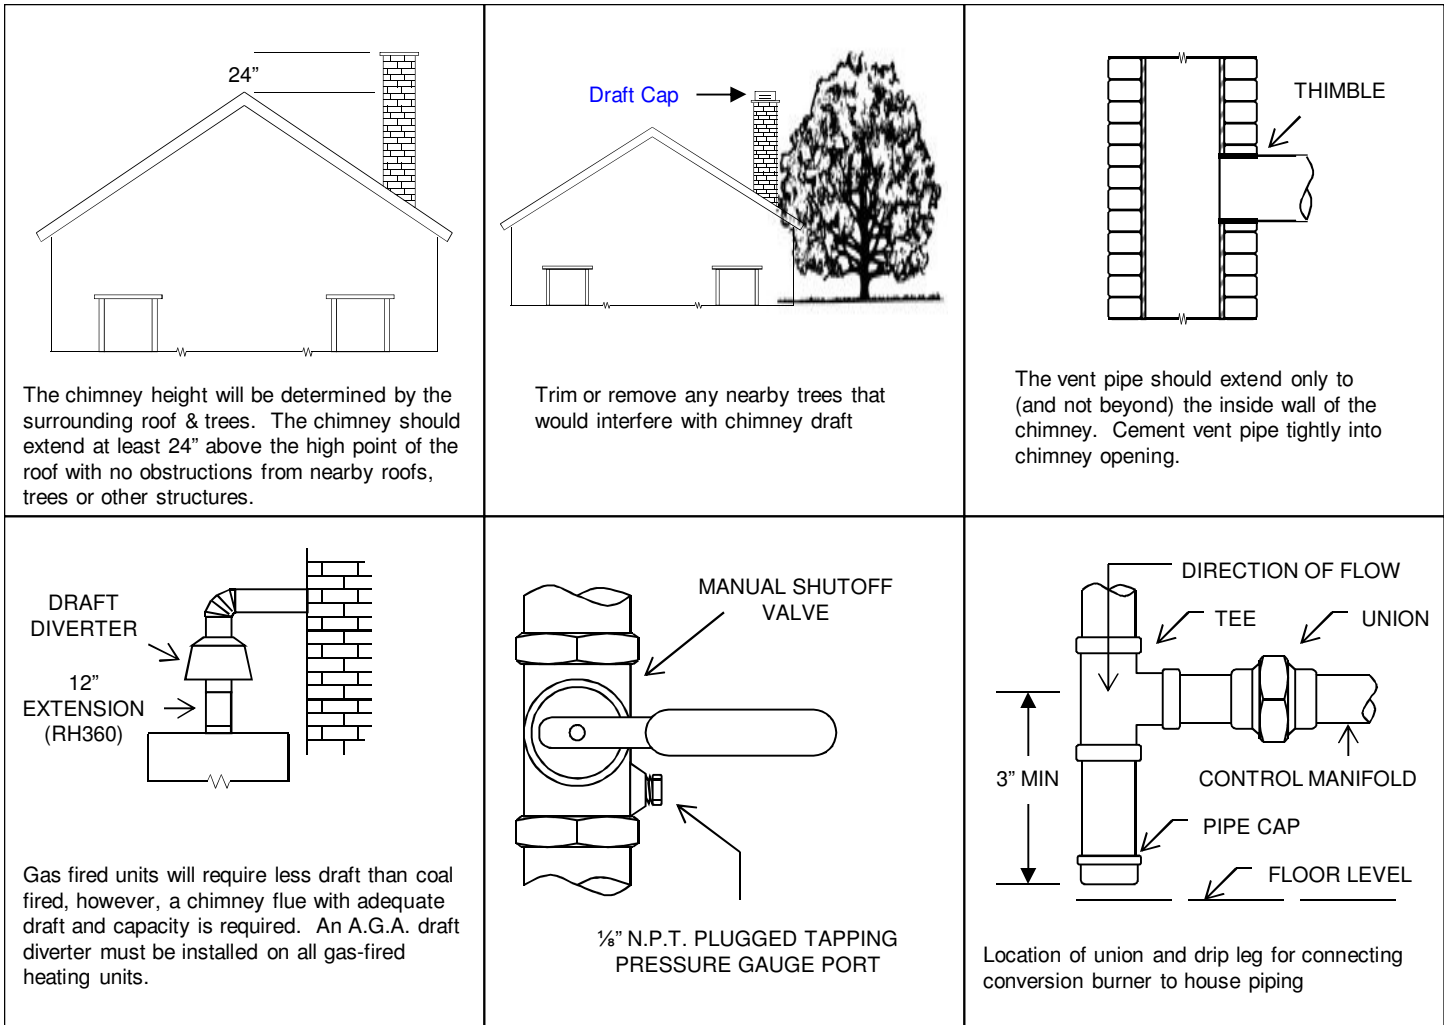 24”
The chimney height will be determined by the
surrounding roof & trees. The chimney should
extend at least 24” above the high point of the
roof with no obstructions from nearby roofs,
trees or other structures.
Draft Cap
Trim or remove any nearby trees that
would interfere with chimney draft
THIMBLE
The vent pipe should extend only to
(and not beyond) the inside wall of the
chimney. Cement vent pipe tightly into
chimney opening.
DRAFT
DIVERTER
12”
EXTENSION
(RH360)
Gas fired units will require less draft than coal
fired, however, a chimney flue with adequate
draft and capacity is required. An A.G.A. draft
diverter must be installed on all gas-fired
heating units.
MANUAL SHUTOFF
VALVE
⅛” N.P.T. PLUGGED TAPPING
PRESSURE GAUGE PORT
DIRECTION OF FLOW
TEE
UNION
3” MIN
CONTROL MANIFOLD
PIPE CAP
FLOOR LEVEL
Location of union and drip leg for connecting
conversion burner to house piping